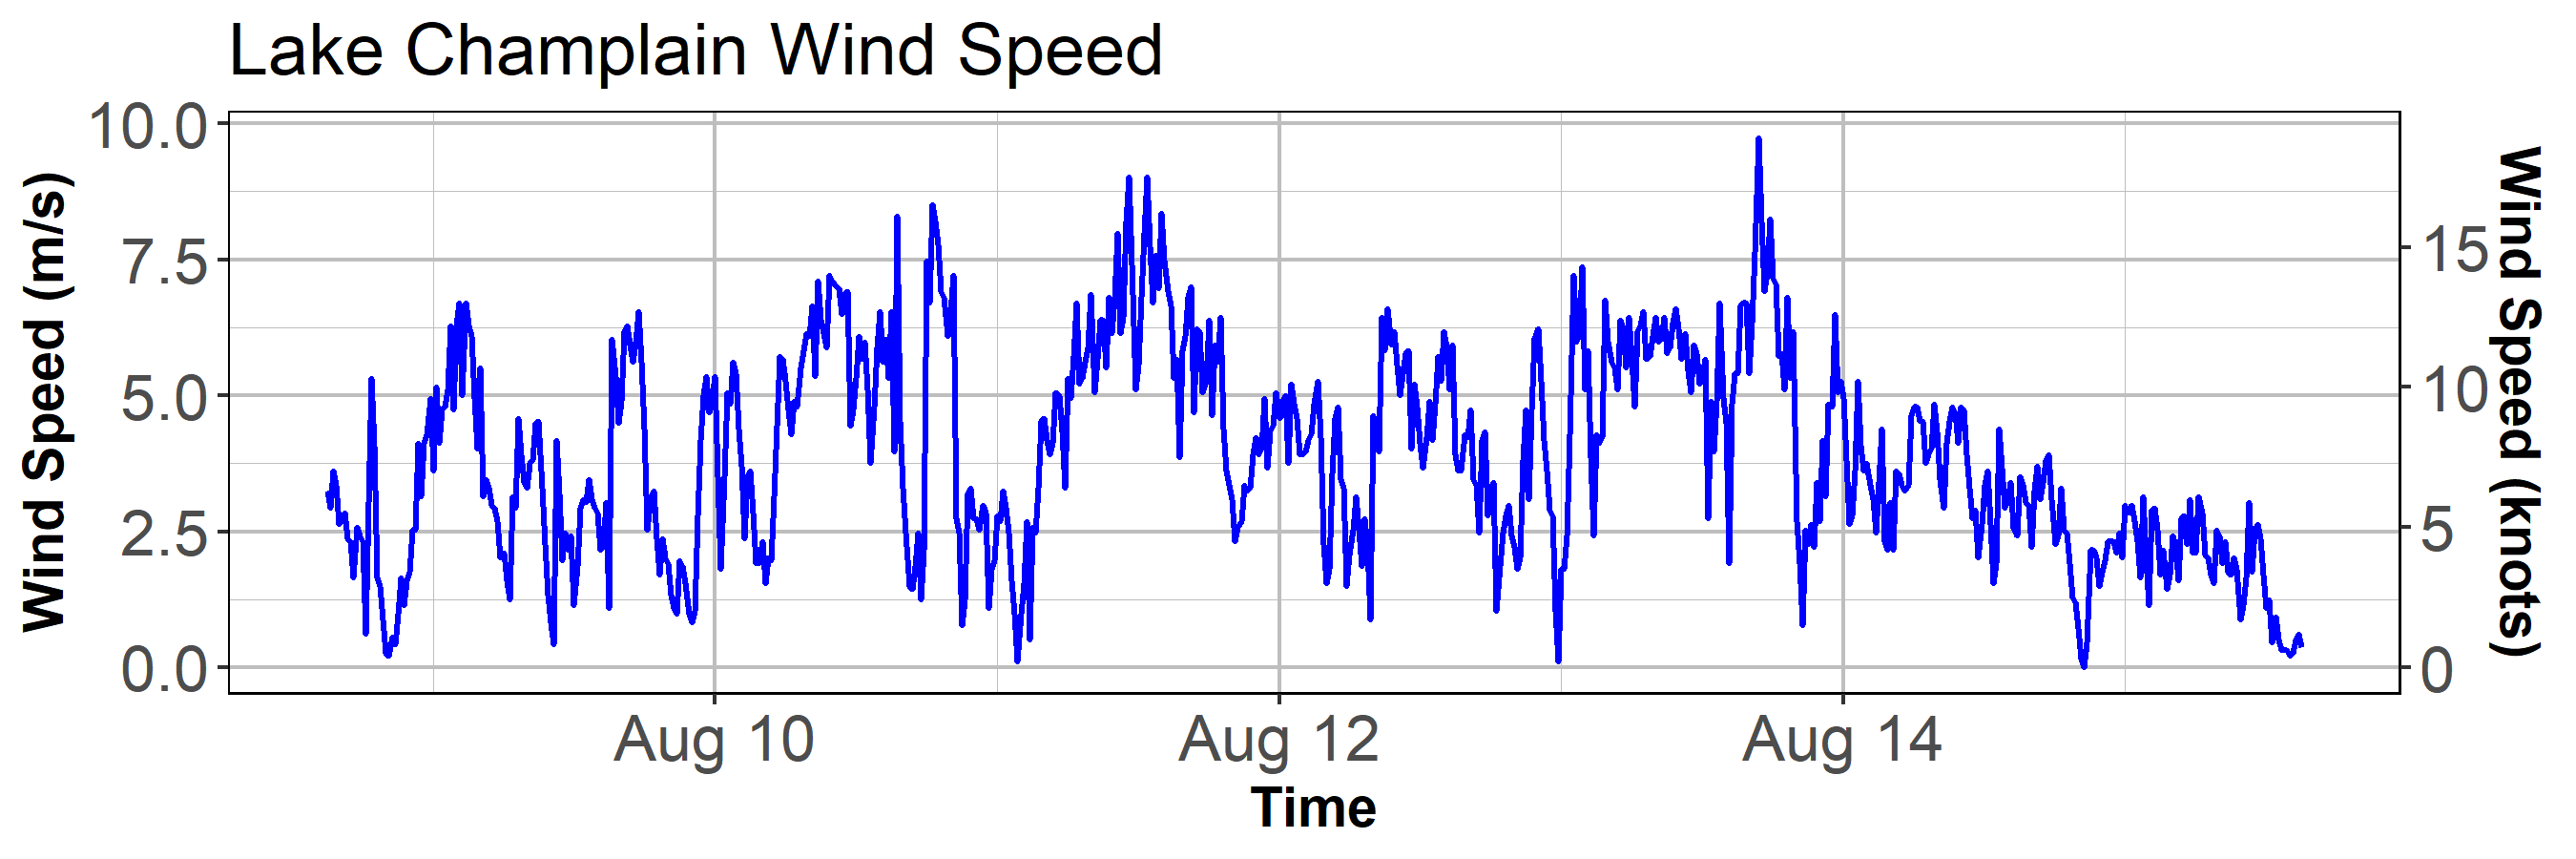 Lake Champlain Wind Speed
Wind Speed (m/s)
10.0
7.5
5.0
2.5
0.0
Wind Speed (knots)
15
10
5
0
Aug 10
Aug 12
Aug 14
Time